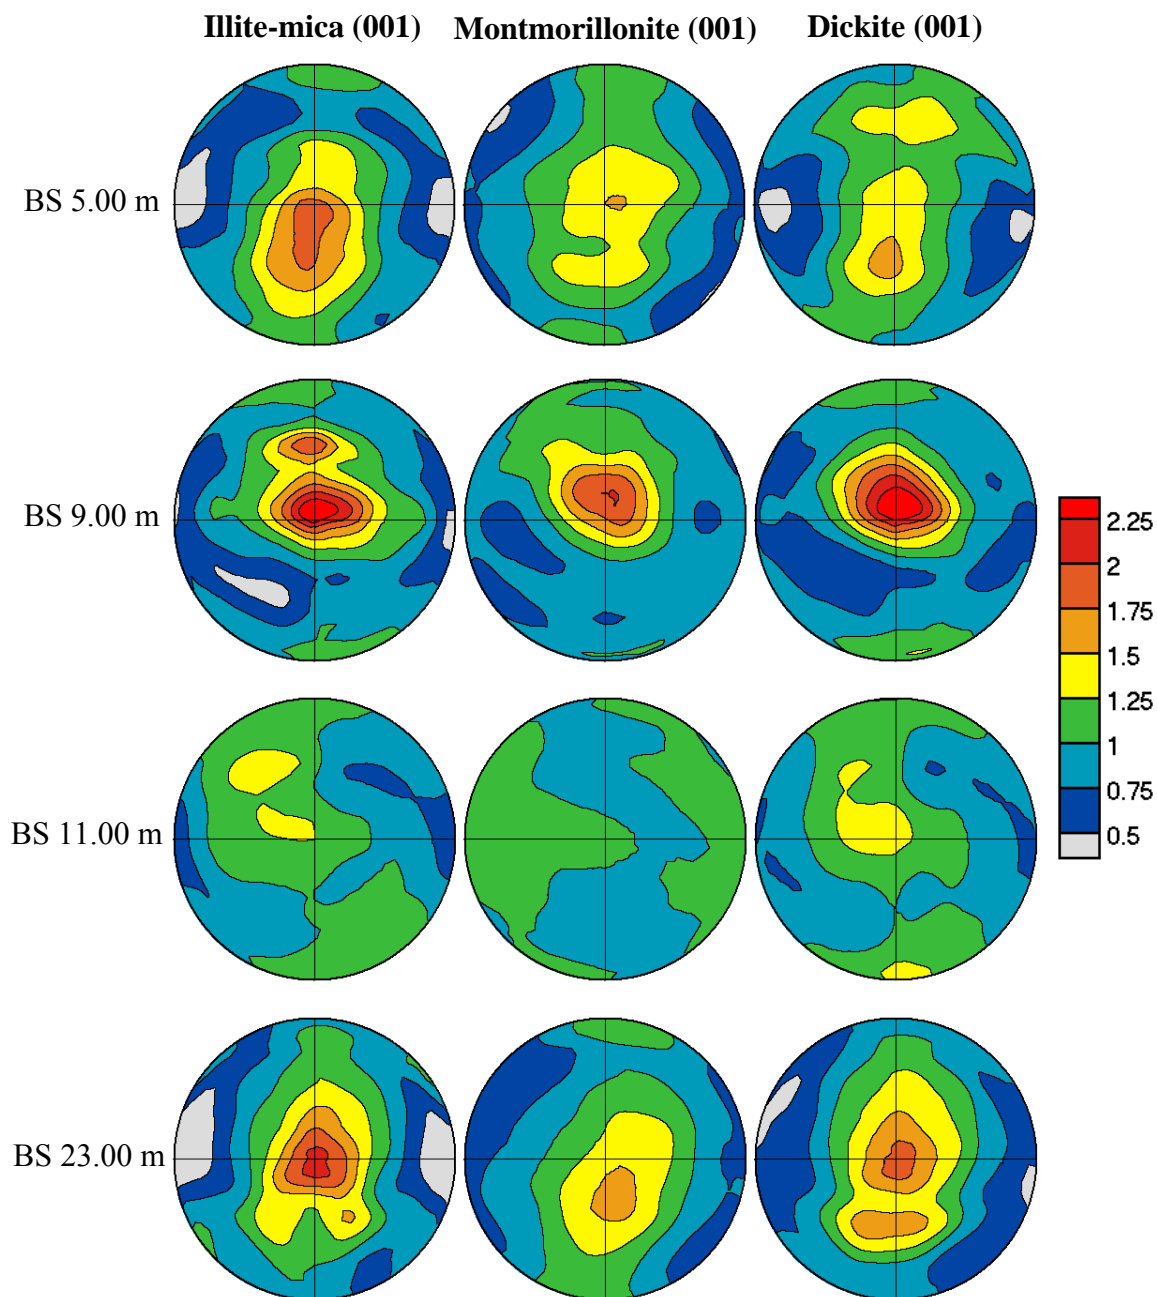 Illite-mica (001) Montmorillonite (001) Dickite (001)
BS 5.00 m
BS 9.00 m
2.25
2
1.75
1.5
1.25
1
0.75
0.5
BS 11.00 m
BS 23.00 m